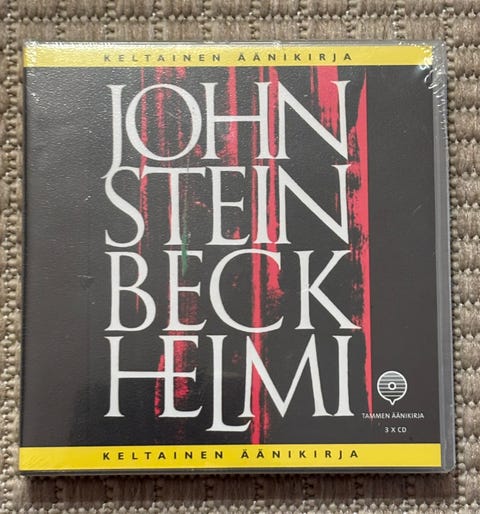 KELTAINEN ÄÄNIKIRJA
JOHN
STEIN
BECK
HELMI
TAMMEN ÄÄNIKIRJA
3 X CD
KELTAINEN ÄÄNIKIRJA